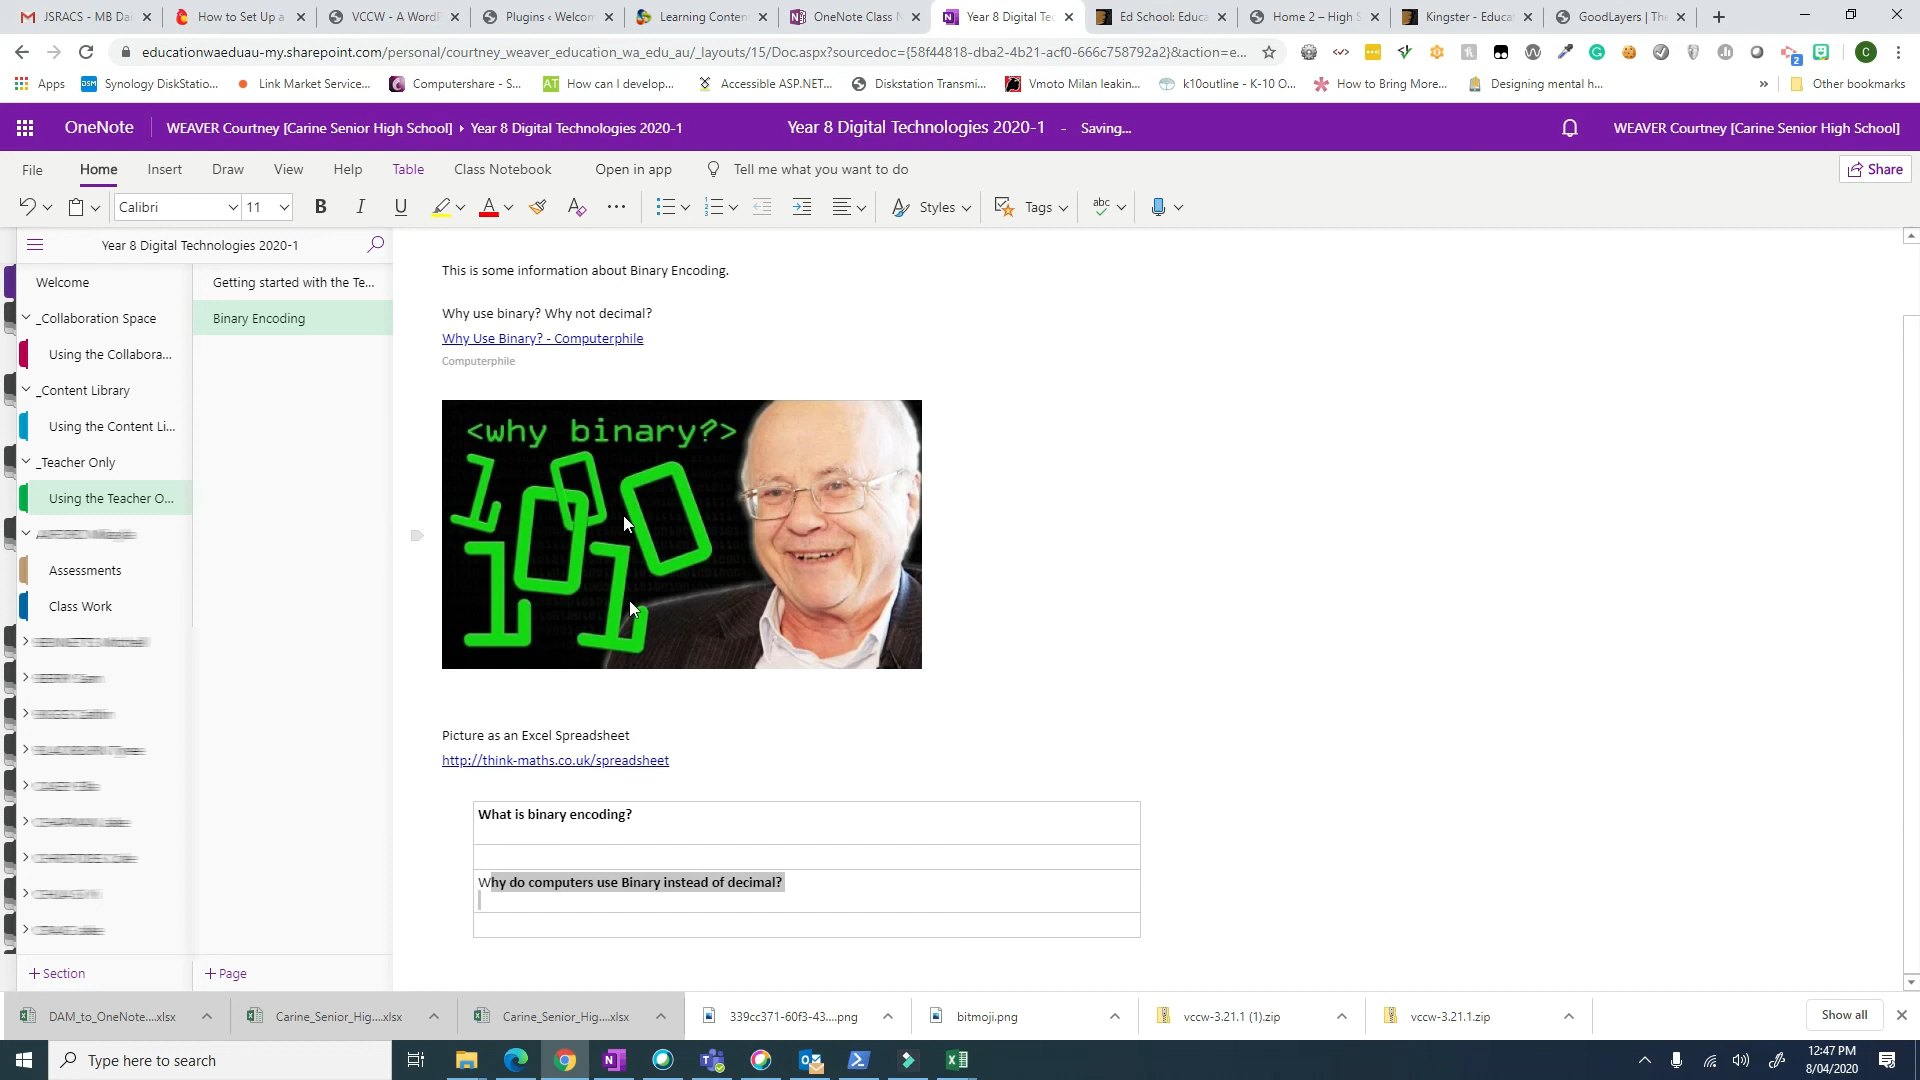 JSRACS - MB Dai
How to Set Up a
VCCW - A WordP
Plugins ‹ Welcom
Learning Conten
OneNote Class N
Year 8 Digital Tec
Ed School: Educa
Home 2 – High S
Kingster - Educat
GoodLayers | The
educationwaeduau-my.sharepoint.com/personal/courtney_weaver_education_wa_edu_au/_layouts/15/Doc.aspx?sourcedoc={58f44818-dba2-4b21-acf0-666c758792a2}&action=e...
Apps
Synology DiskStatio...
Link Market Service...
Computershare - S...
How can I develop...
Accessible ASP.NET...
Diskstation Transmi...
Vmoto Milan leakin...
k10outline - K-10 O...
How to Bring More...
Designing mental h...
»
Other bookmarks
OneNote
WEAVER Courtney [Carine Senior High School] ▸ Year 8 Digital Technologies 2020-1
Year 8 Digital Technologies 2020-1 - Saving...
WEAVER Courtney [Carine Senior High School]
File
Home
Insert
Draw
View
Help
Table
Class Notebook
Open in app
Tell me what you want to do
Share
Calibri
11
B
I
U
Styles
Tags
abc
Year 8 Digital Technologies 2020-1
Welcome
_Collaboration Space
Using the Collabora...
_Content Library
Using the Content Li...
_Teacher Only
Using the Teacher O...
Assessments
Class Work
+ Section
Getting started with the Te...
Binary Encoding
+ Page
This is some information about Binary Encoding.
Why use binary? Why not decimal?
Why Use Binary? - Computerphile
Computerphile
<why binary?>
1 0 0
1 0 1
Picture as an Excel Spreadsheet
http://think-maths.co.uk/spreadsheet
What is binary encoding?
Why do computers use Binary instead of decimal?
DAM_to_OneNote....xlsx
Carine_Senior_Hig....xlsx
Carine_Senior_Hig....xlsx
339cc371-60f3-43....png
bitmoji.png
vccw-3.21.1 (1).zip
vccw-3.21.1.zip
Show all
Type here to search
12:47 PM
8/04/2020